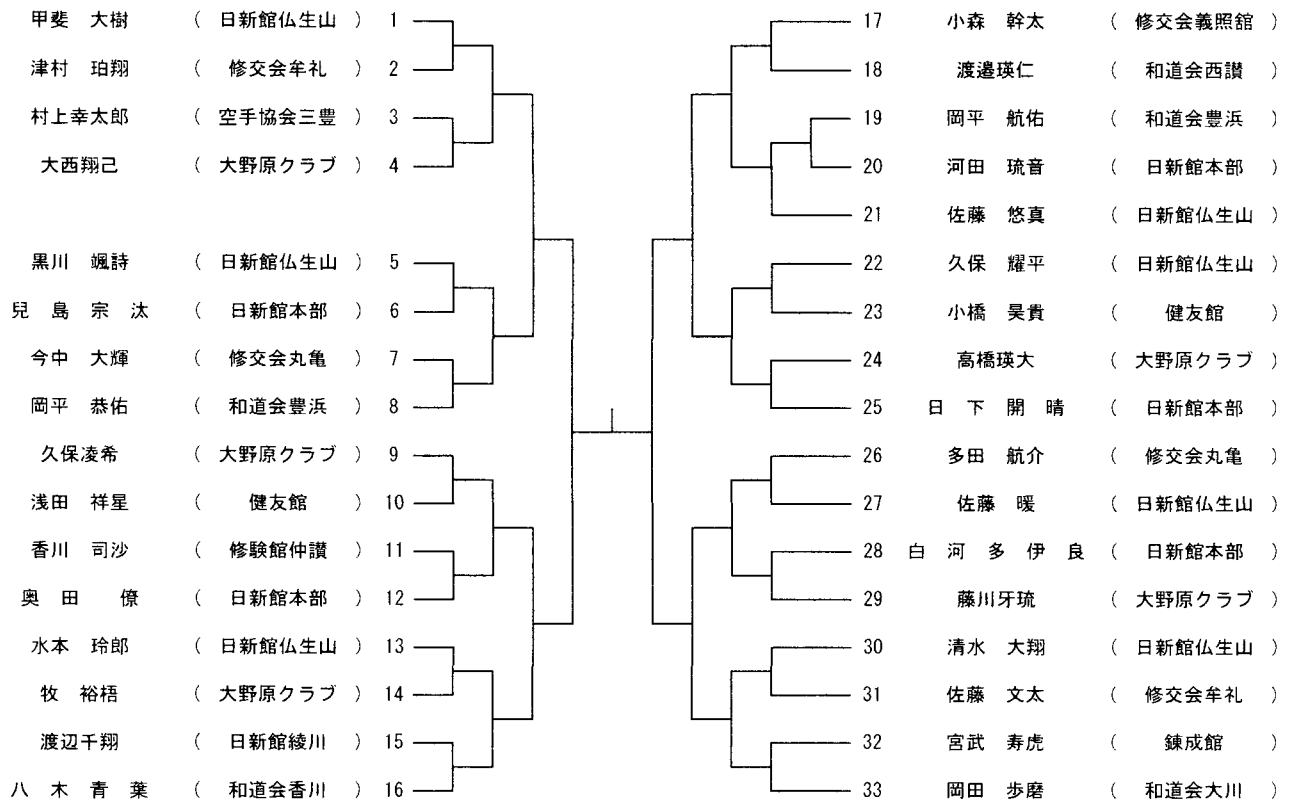 甲斐 大樹 ( 日新館仏生山 ) 1
津村 珀翔 ( 修交会牟礼 ) 2
村上幸太郎 ( 空手協会三豊 ) 3
大西翔己 ( 大野原クラブ ) 4
黒川 颯詩 ( 日新館仏生山 ) 5
兒島宗汰 ( 日新館本部 ) 6
今中 大輝 ( 修交会丸亀 ) 7
岡平 恭佑 ( 和道会豊浜 ) 8
久保凌希 ( 大野原クラブ ) 9
浅田 祥星 ( 健友館 ) 10
香川 司沙 ( 修験館仲讃 ) 11
奥田 僚 ( 日新館本部 ) 12
水本 玲郎 ( 日新館仏生山 ) 13
牧 裕梧 ( 大野原クラブ ) 14
渡辺千翔 ( 日新館綾川 ) 15
八木青葉 ( 和道会香川 ) 16
17 小森 幹太 ( 修交会義照舘 )
18 渡邉瑛仁 ( 和道会西讃 )
19 岡平 航佑 ( 和道会豊浜 )
20 河田 琉音 ( 日新館本部 )
21 佐藤 悠真 ( 日新館仏生山 )
22 久保 耀平 ( 日新館仏生山 )
23 小橋 昊貴 ( 健友館 )
24 高橋瑛大 ( 大野原クラブ )
25 日下開晴 ( 日新館本部 )
26 多田 航介 ( 修交会丸亀 )
27 佐藤 暖 ( 日新館仏生山 )
28 白河多伊良 ( 日新館本部 )
29 藤川牙琉 ( 大野原クラブ )
30 清水 大翔 ( 日新館仏生山 )
31 佐藤 文太 ( 修交会牟礼 )
32 宮武 寿虎 ( 錬成館 )
33 岡田 歩磨 ( 和道会大川 )